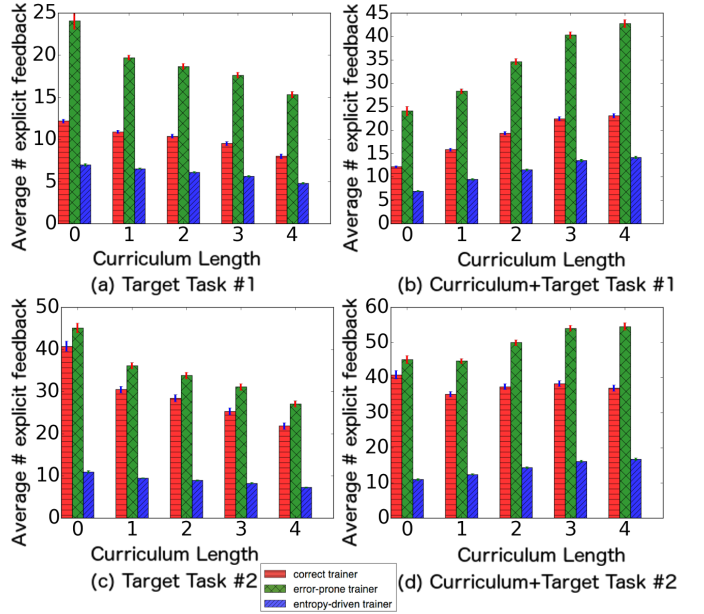 Average # explicit feedback
25
20
15
10
5
0
0 1 2 3 4
Curriculum Length
(a) Target Task #1
Average # explicit feedback
45
40
35
30
25
20
15
10
5
0
0 1 2 3 4
Curriculum Length
(b) Curriculum+Target Task #1
Average # explicit feedback
50
40
30
20
10
0
0 1 2 3 4
Curriculum Length
(c) Target Task #2
Average # explicit feedback
60
50
40
30
20
10
0
0 1 2 3 4
Curriculum Length
(d) Curriculum+Target Task #2
correct trainer
error-prone trainer
entropy-driven trainer